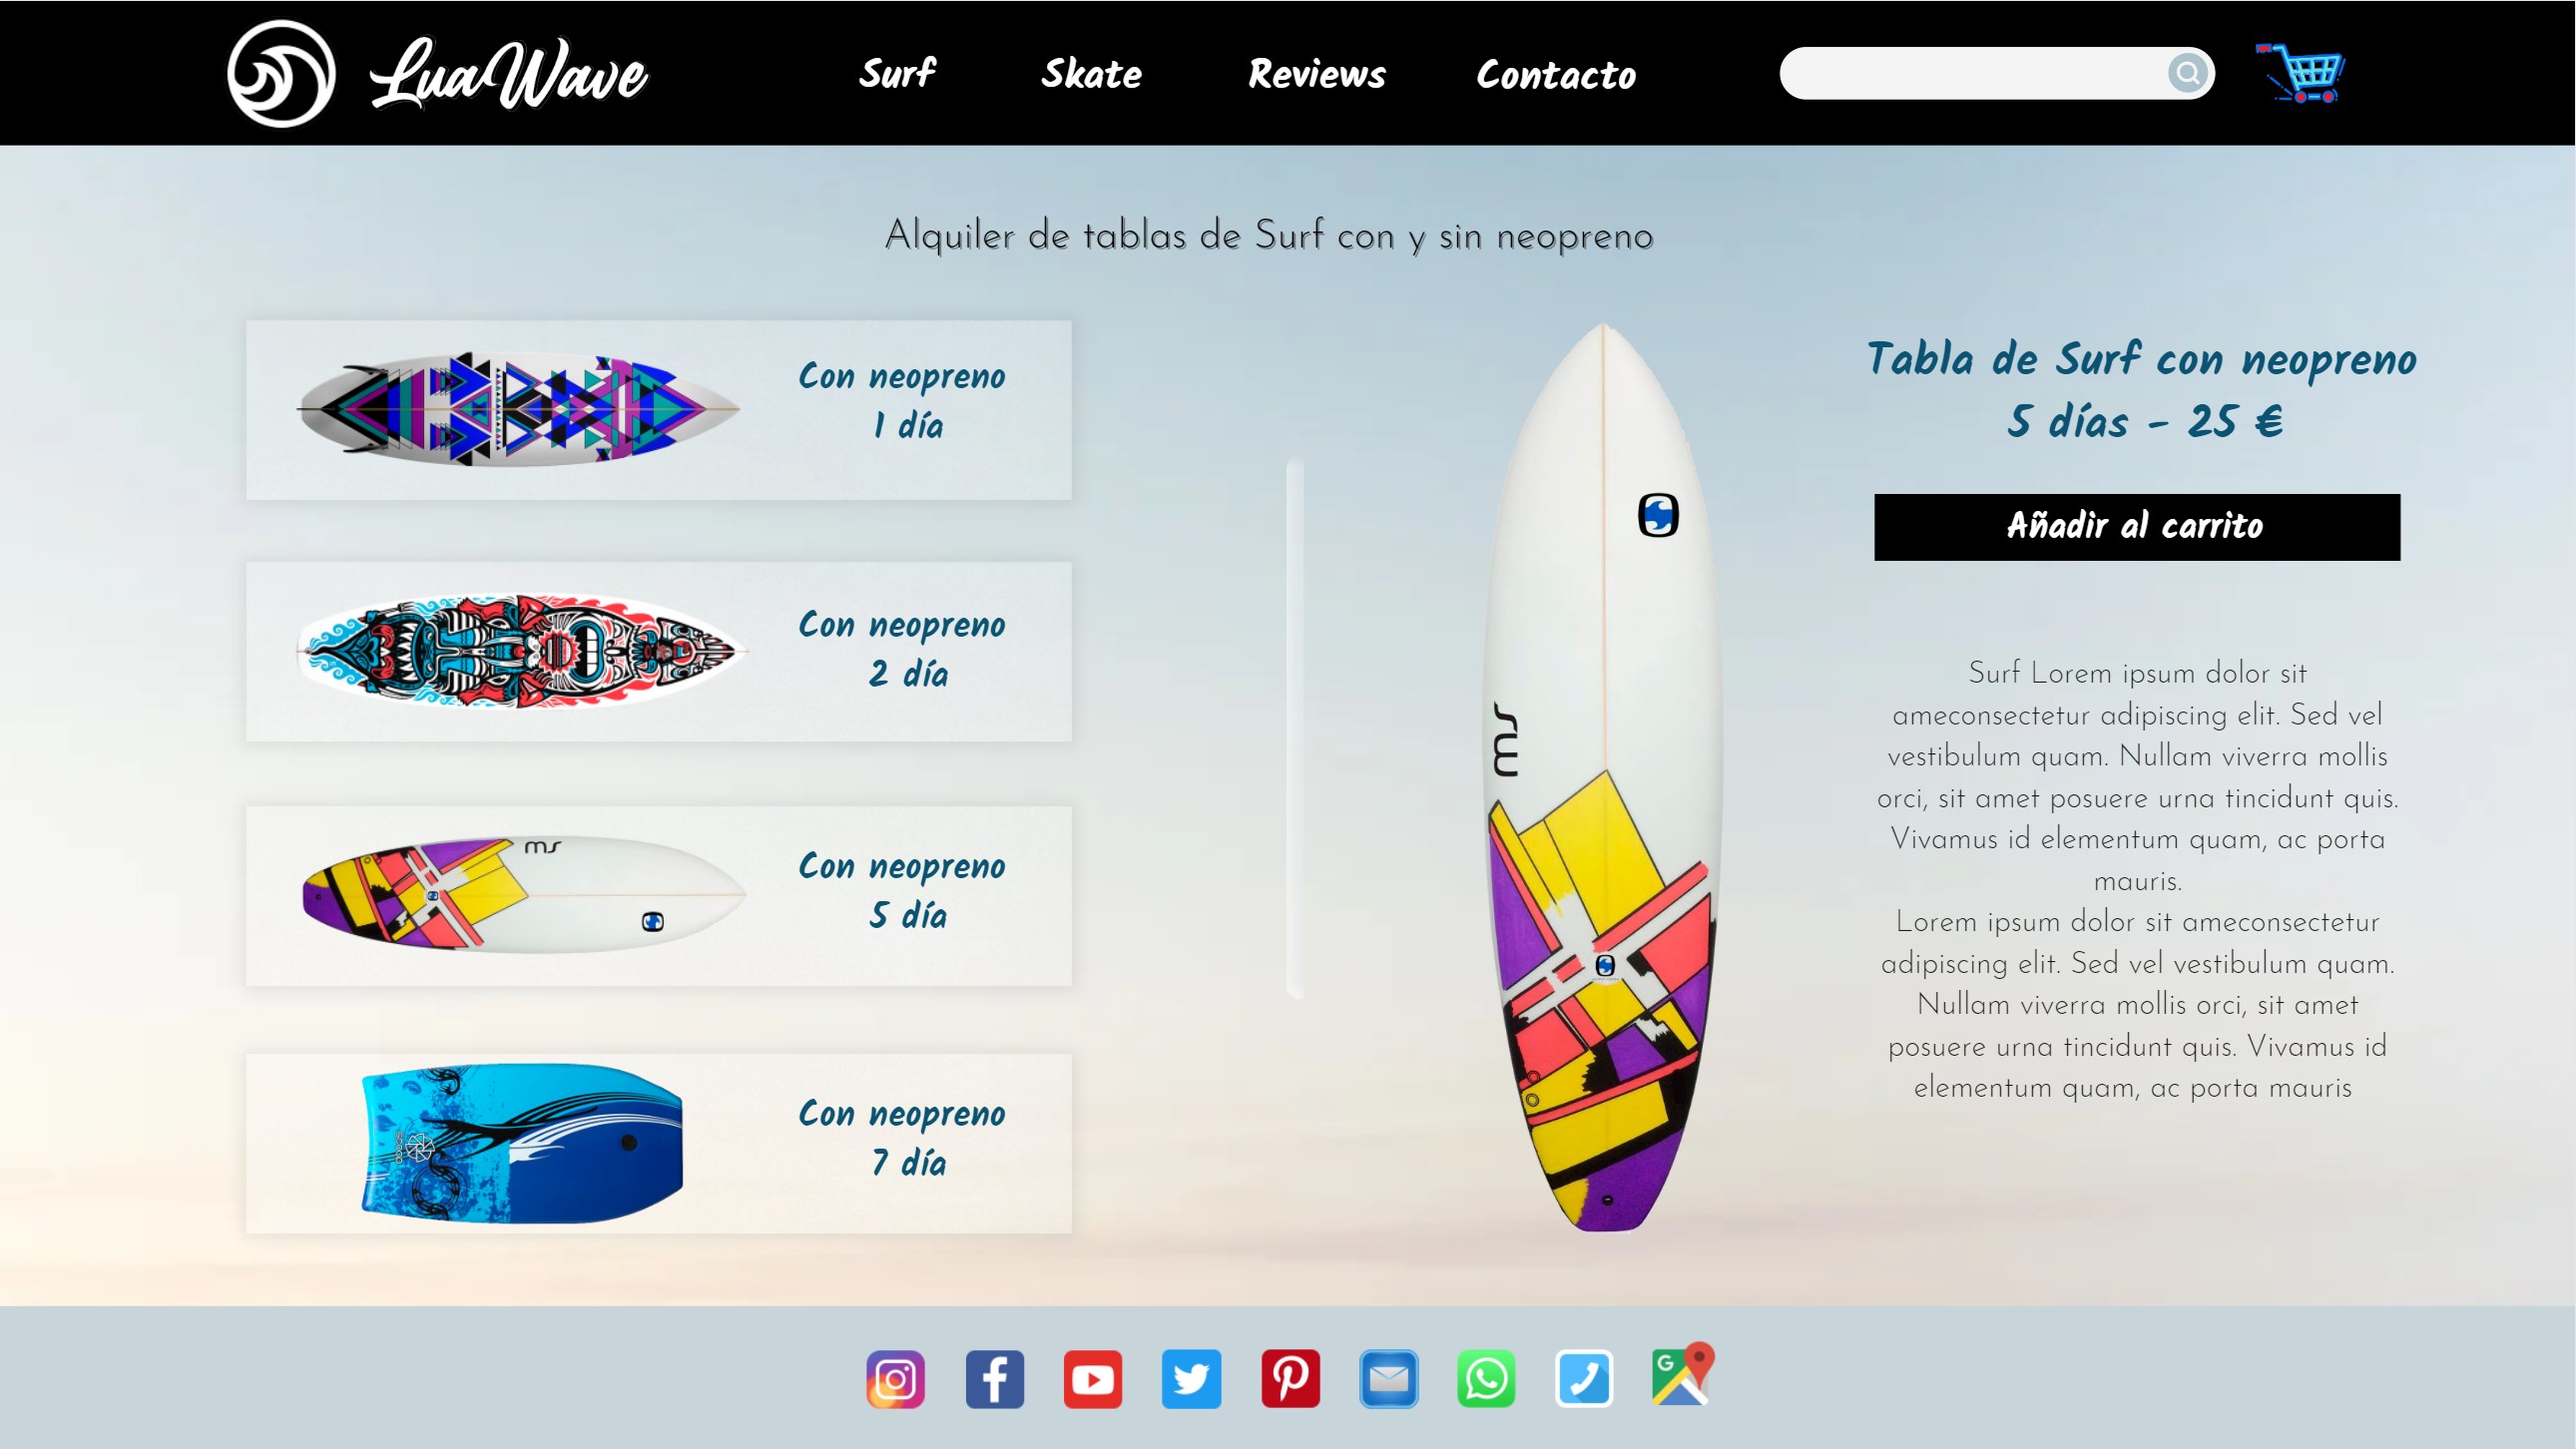 LuaWave
Surf
Skate
Reviews
Contacto
Alquiler de tablas de Surf con y sin neopreno
Con neopreno
1 día
Con neopreno
2 día
ms
Con neopreno
5 día
Con neopreno
7 día
ms
Tabla de Surf con neopreno
5 días - 25 €
Añadir al carrito
Surf Lorem ipsum dolor sit
ameconsectetur adipiscing elit. Sed vel
vestibulum quam. Nullam viverra mollis
orci, sit amet posuere urna tincidunt quis.
Vivamus id elementum quam, ac porta
mauris.
Lorem ipsum dolor sit ameconsectetur
adipiscing elit. Sed vel vestibulum quam.
Nullam viverra mollis orci, sit amet
posuere urna tincidunt quis. Vivamus id
elementum quam, ac porta mauris
G